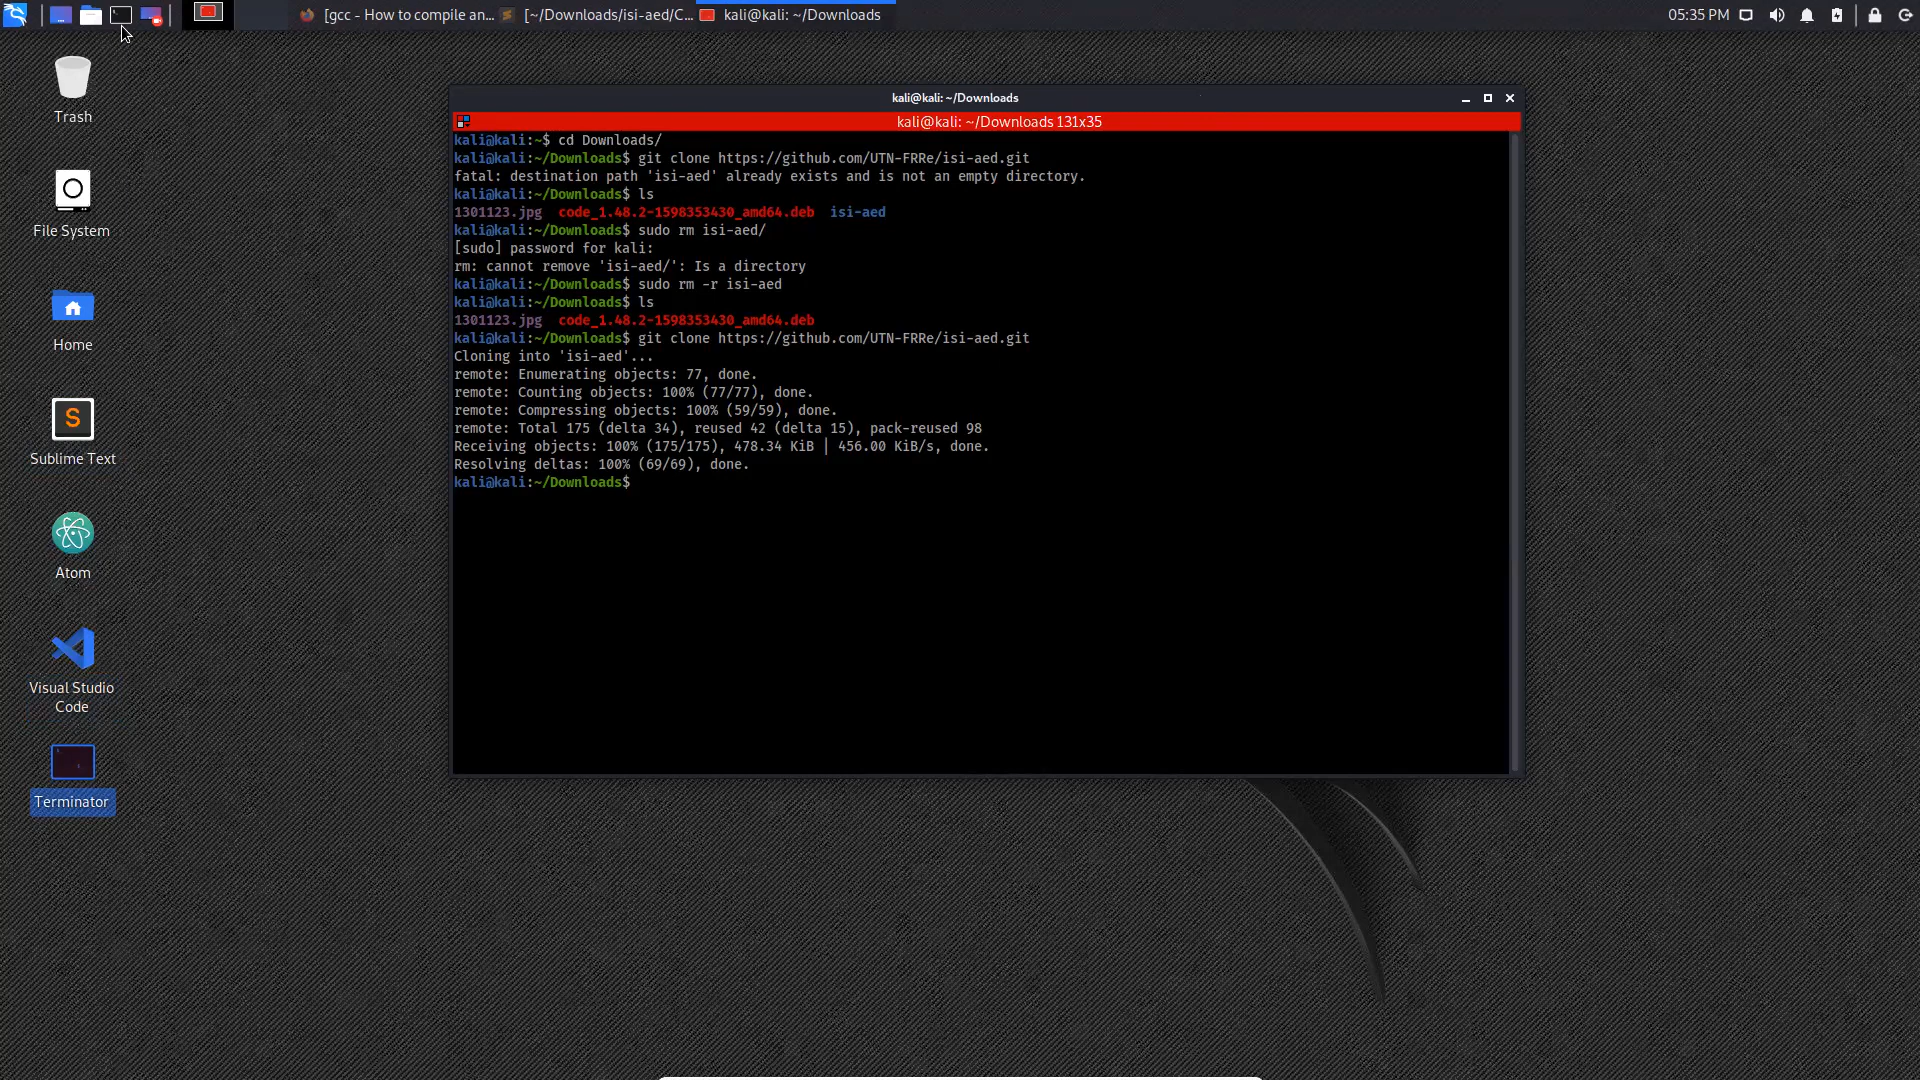 [gcc - How to compile an...
[~/Downloads/isi-aed/C...
kali@kali: ~/Downloads
05:35 PM
Trash
File System
Home
Sublime Text
Atom
Visual Studio
Code
Terminator
kali@kali: ~/Downloads
kali@kali: ~/Downloads 131x35
kali@kali:~$ cd Downloads/
kali@kali:~/Downloads$ git clone https://github.com/UTN-FRRe/isi-aed.git
fatal: destination path 'isi-aed' already exists and is not an empty directory.
kali@kali:~/Downloads$ ls
1301123.jpg  code_1.48.2-1598353430_amd64.deb  isi-aed
kali@kali:~/Downloads$ sudo rm isi-aed/
[sudo] password for kali:
rm: cannot remove 'isi-aed/': Is a directory
kali@kali:~/Downloads$ sudo rm -r isi-aed
kali@kali:~/Downloads$ ls
1301123.jpg  code_1.48.2-1598353430_amd64.deb
kali@kali:~/Downloads$ git clone https://github.com/UTN-FRRe/isi-aed.git
Cloning into 'isi-aed'...
remote: Enumerating objects: 77, done.
remote: Counting objects: 100% (77/77), done.
remote: Compressing objects: 100% (59/59), done.
remote: Total 175 (delta 34), reused 42 (delta 15), pack-reused 98
Receiving objects: 100% (175/175), 478.34 KiB | 456.00 KiB/s, done.
Resolving deltas: 100% (69/69), done.
kali@kali:~/Downloads$